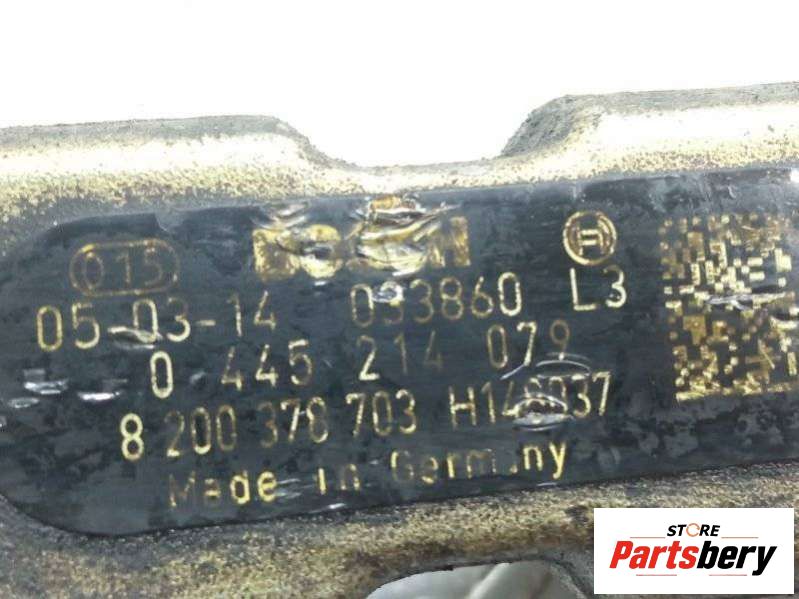 015 BOSCH
05-03-14 033860 L3
0 445 214 079
8 200 378 703
Made in Germany
STORE
Partsbery